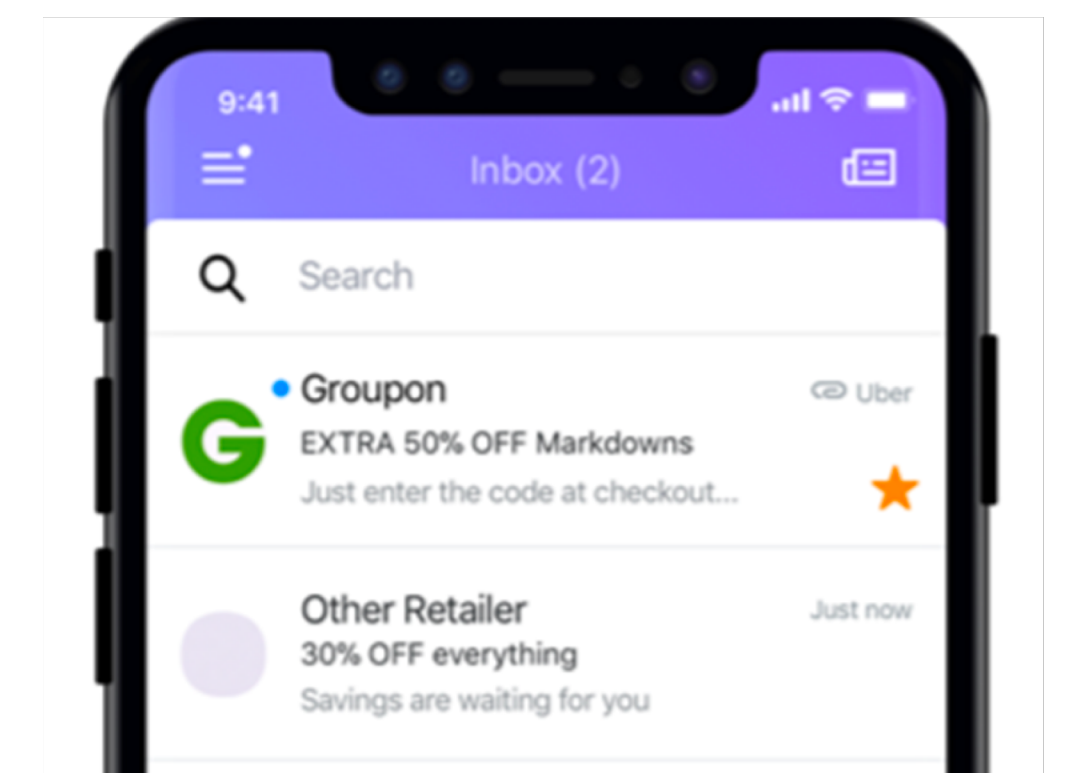 9:41
Inbox (2)
Search
Groupon
Uber
EXTRA 50% OFF Markdowns
Just enter the code at checkout...
Other Retailer
Just now
30% OFF everything
Savings are waiting for you